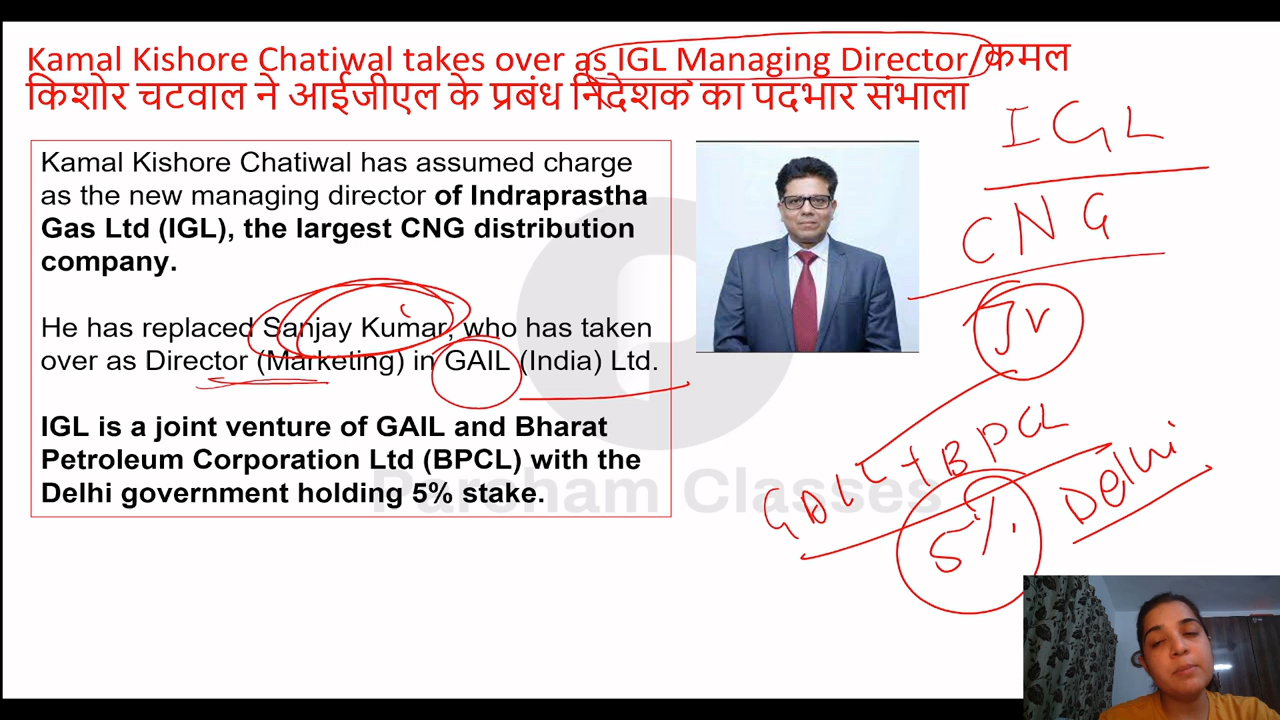 Kamal Kishore Chatiwal takes over as IGL Managing Director/कमल
किशोर चटवाल ने आईजीएल के प्रबंध निदेशक का पदभार संभाला
Kamal Kishore Chatiwal has assumed charge
as the new managing director of Indraprastha
Gas Ltd (IGL), the largest CNG distribution
company.
He has replaced Sanjay Kumar, who has taken
over as Director (Marketing) in GAIL (India) Ltd.
IGL is a joint venture of GAIL and Bharat
Petroleum Corporation Ltd (BPCL) with the
Delhi government holding 5% stake.
Parcham Classes
IGL
CNG
JV
GAIL + BPCL
5% Delhi